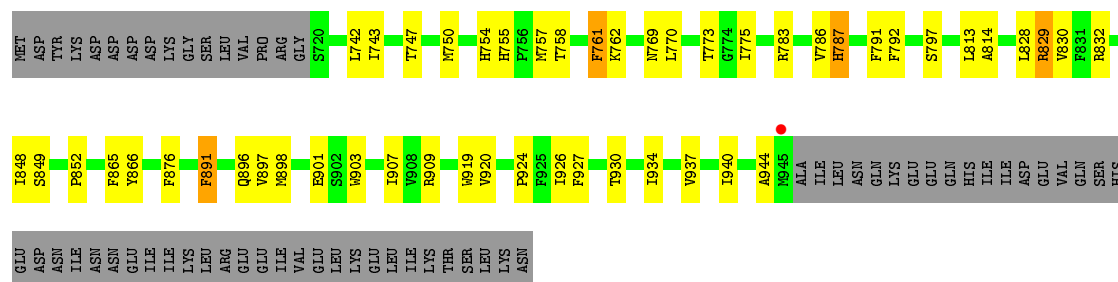 MET ASP TYR LYS ASP ASP ASP ASP LYS GLY SER LEU VAL PRO ARG GLY S720 L742 I743 T747 M750 H754 H755 P756 M757 T758 F761 K762 N769 L770 T773 G774 I775 R783 V786 H787 F791 F792 S797 L813 A814 L828 R829 V830 F831 R832
I848 S849 P852 F865 Y866 F876 F891 Q896 V897 M898 E901 S902 W903 I907 V908 R909 W919 V920 P924 F925 I926 F927 T930 I934 V937 I940 A944 M945 ALA ILE LEU ASN GLN LYS GLU GLU GLN HIS ILE ILE ASP GLU VAL GLN SER HIS
GLU ASP ASN ILE ASN ASN GLU ILE ILE LYS LEU ARG GLU GLU ILE VAL GLU LEU LYS GLU LEU ILE LYS THR SER LEU LYS ASN